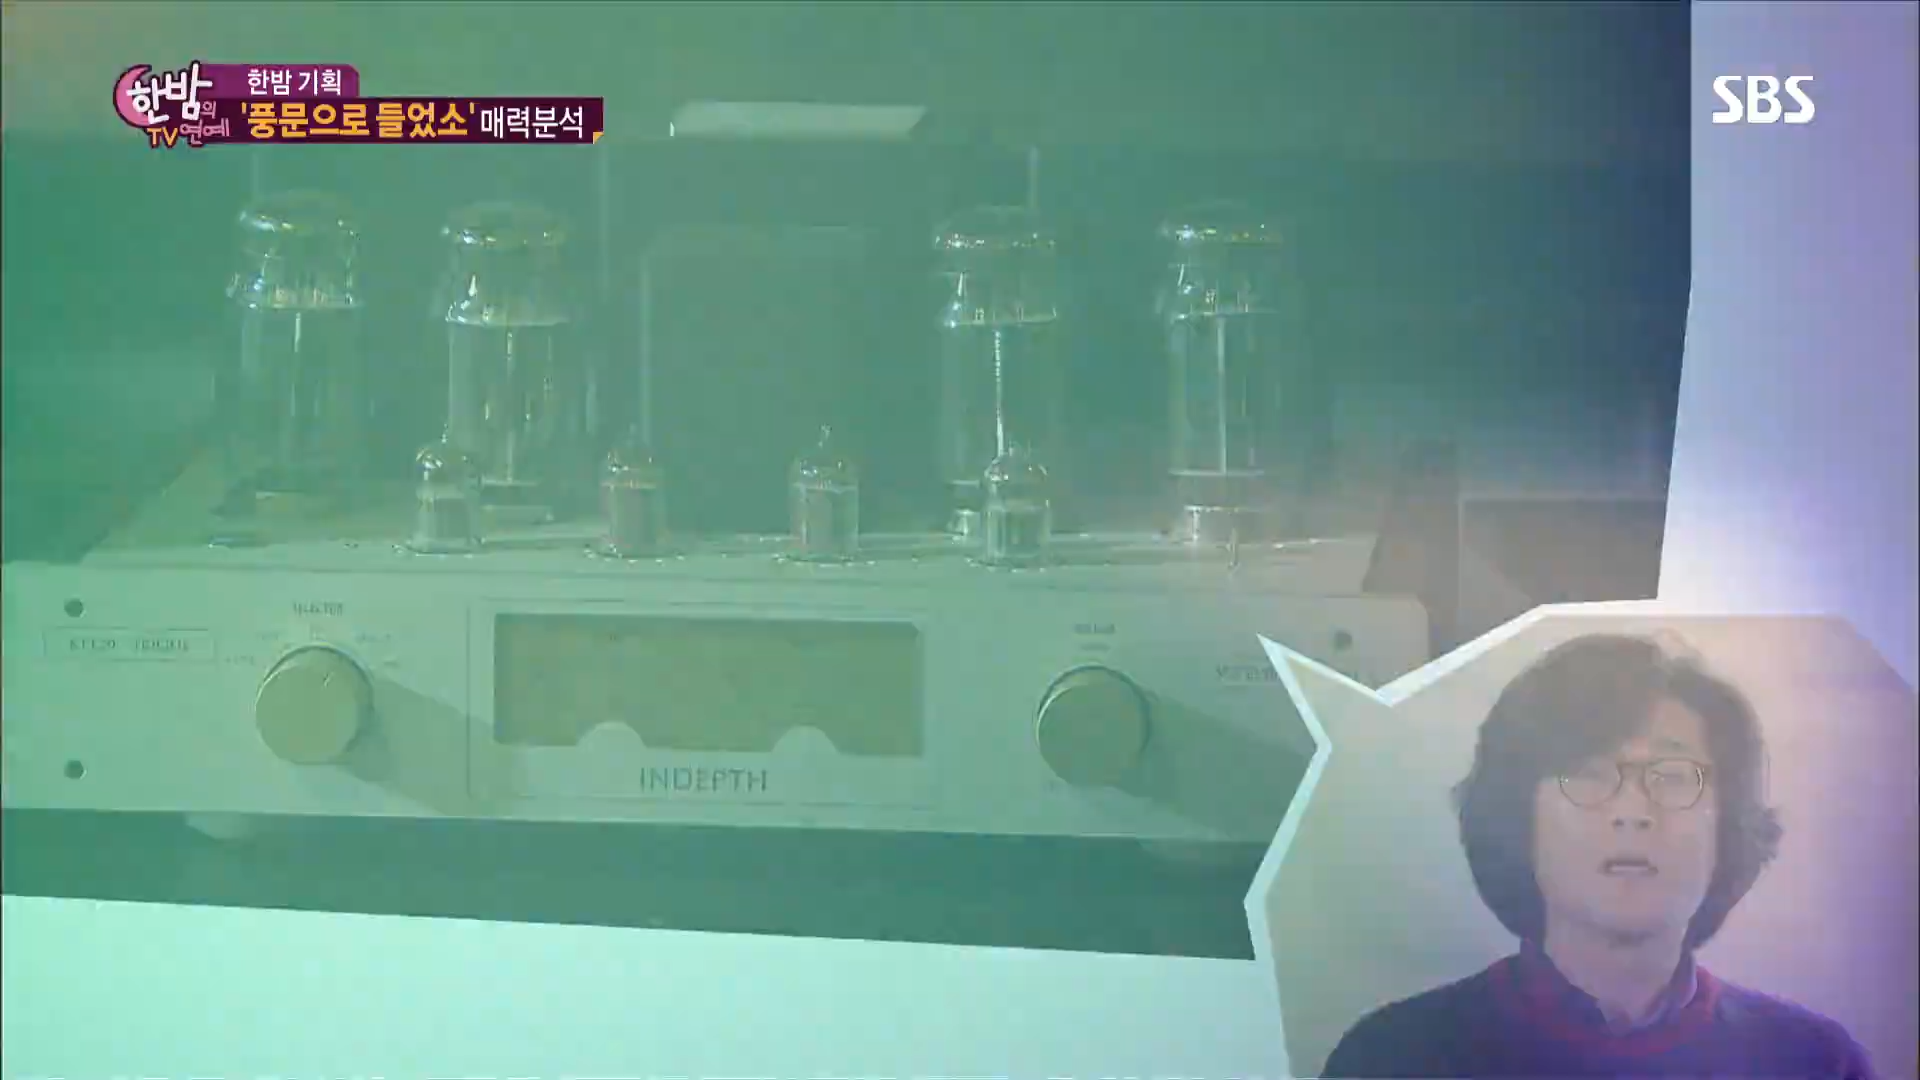 한밤의
TV연예
한밤 기획
'풍문으로 들었소' 매력분석
SBS
SELECTOR
INDEPTH